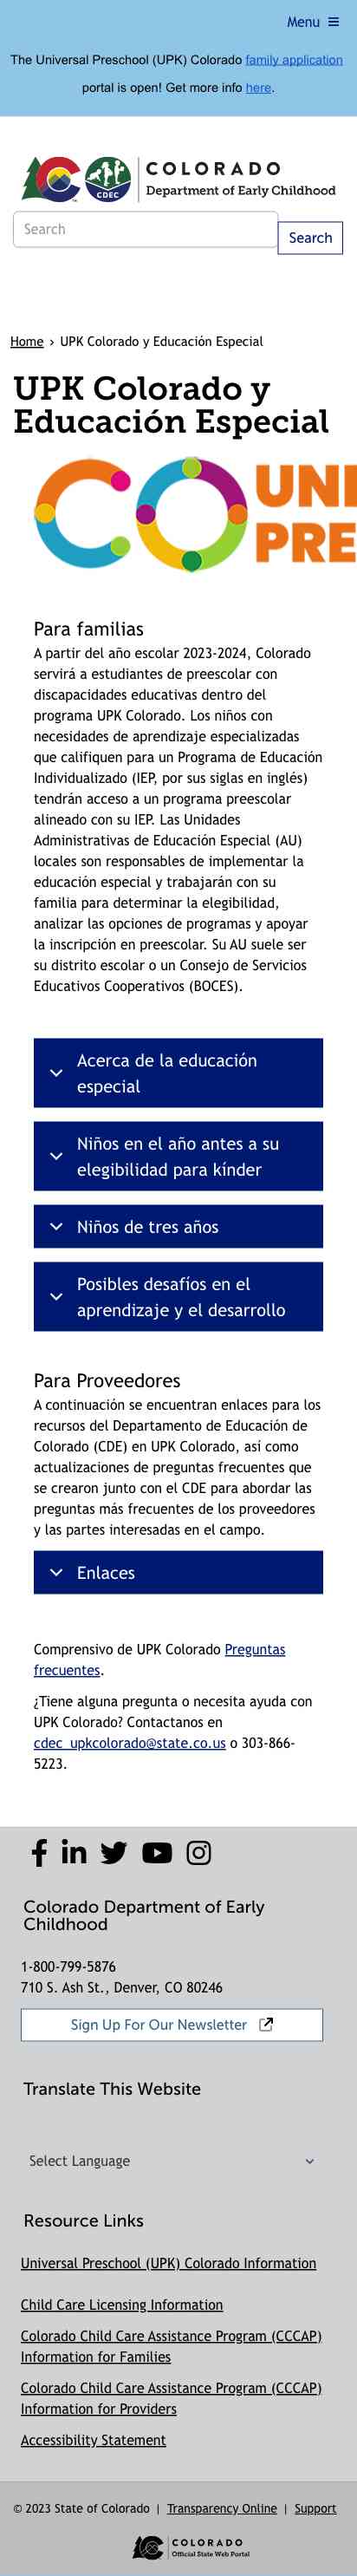 Menu
The Universal Preschool (UPK) Colorado family application
portal is open! Get more info here.
CDEC
COLORADO
Department of Early Childhood
Search
Search
Home › UPK Colorado y Educación Especial
UPK Colorado y
Educación Especial
UNI
PRE
Para familias
A partir del año escolar 2023-2024, Colorado
servirá a estudiantes de preescolar con
discapacidades educativas dentro del
programa UPK Colorado. Los niños con
necesidades de aprendizaje especializadas
que califiquen para un Programa de Educación
Individualizado (IEP, por sus siglas en inglés)
tendrán acceso a un programa preescolar
alineado con su IEP. Las Unidades
Administrativas de Educación Especial (AU)
locales son responsables de implementar la
educación especial y trabajarán con su
familia para determinar la elegibilidad,
analizar las opciones de programas y apoyar
la inscripción en preescolar. Su AU suele ser
su distrito escolar o un Consejo de Servicios
Educativos Cooperativos (BOCES).
Acerca de la educación
especial
Niños en el año antes a su
elegibilidad para kínder
Niños de tres años
Posibles desafíos en el
aprendizaje y el desarrollo
Para Proveedores
A continuación se encuentran enlaces para los
recursos del Departamento de Educación de
Colorado (CDE) en UPK Colorado, así como
actualizaciones de preguntas frecuentes que
se crearon junto con el CDE para abordar las
preguntas más frecuentes de los proveedores
y las partes interesadas en el campo.
Enlaces
Comprensivo de UPK Colorado Preguntas
frecuentes.
¿Tiene alguna pregunta o necesita ayuda con
UPK Colorado? Contactanos en
cdec_upkcolorado@state.co.us o 303-866-
5223.
Colorado Department of Early
Childhood
1-800-799-5876
710 S. Ash St., Denver, CO 80246
Sign Up For Our Newsletter
Translate This Website
Select Language
Resource Links
Universal Preschool (UPK) Colorado Information
Child Care Licensing Information
Colorado Child Care Assistance Program (CCCAP)
Information for Families
Colorado Child Care Assistance Program (CCCAP)
Information for Providers
Accessibility Statement
© 2023 State of Colorado | Transparency Online | Support
COLORADO
Official State Web Portal